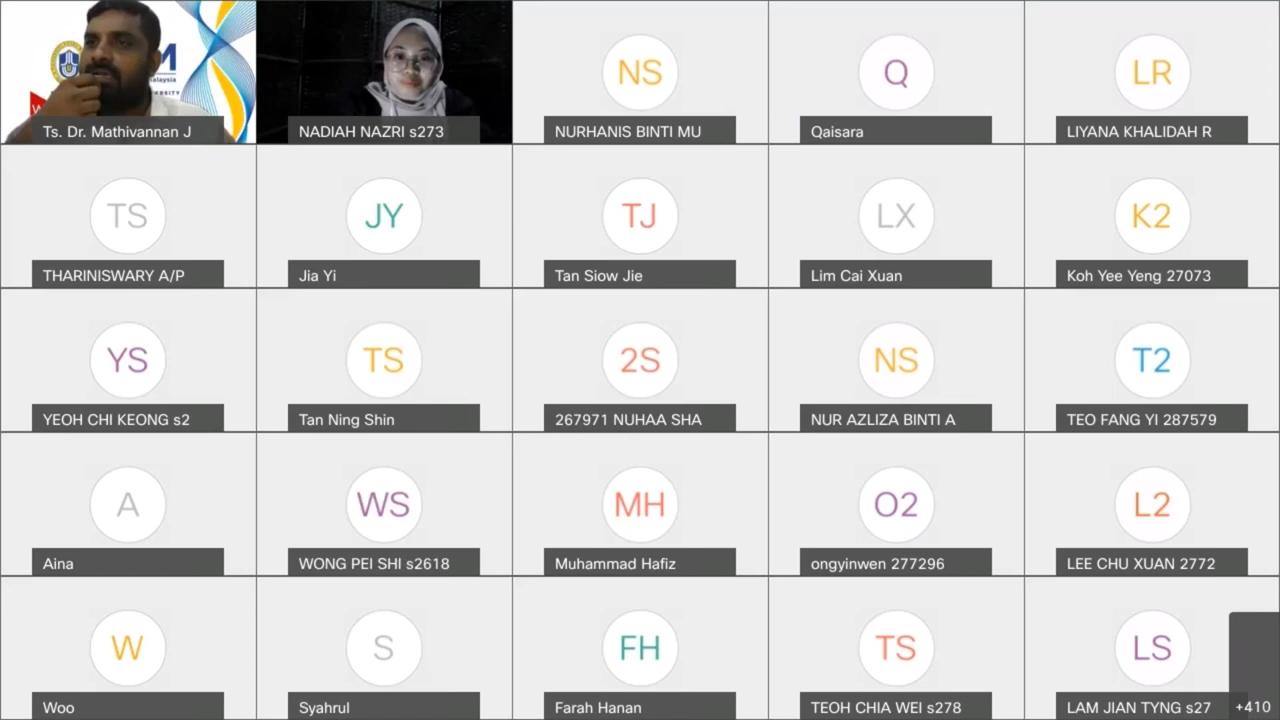 M
alaysia
ERSITY
Ts. Dr. Mathivannan J
NADIAH NAZRI s273
NS
NURHANIS BINTI MU
Q
Qaisara
LR
LIYANA KHALIDAH R
TS
THARINISWARY A/P
JY
Jia Yi
TJ
Tan Siow Jie
LX
Lim Cai Xuan
K2
Koh Yee Yeng 27073
YS
YEOH CHI KEONG s2
TS
Tan Ning Shin
2S
267971 NUHAA SHA
NS
NUR AZLIZA BINTI A
T2
TEO FANG YI 287579
A
Aina
WS
WONG PEI SHI s2618
MH
Muhammad Hafiz
O2
ongyinwen 277296
L2
LEE CHU XUAN 2772
W
Woo
S
Syahrul
FH
Farah Hanan
TS
TEOH CHIA WEI s278
LS
LAM JIAN TYNG s27
+410